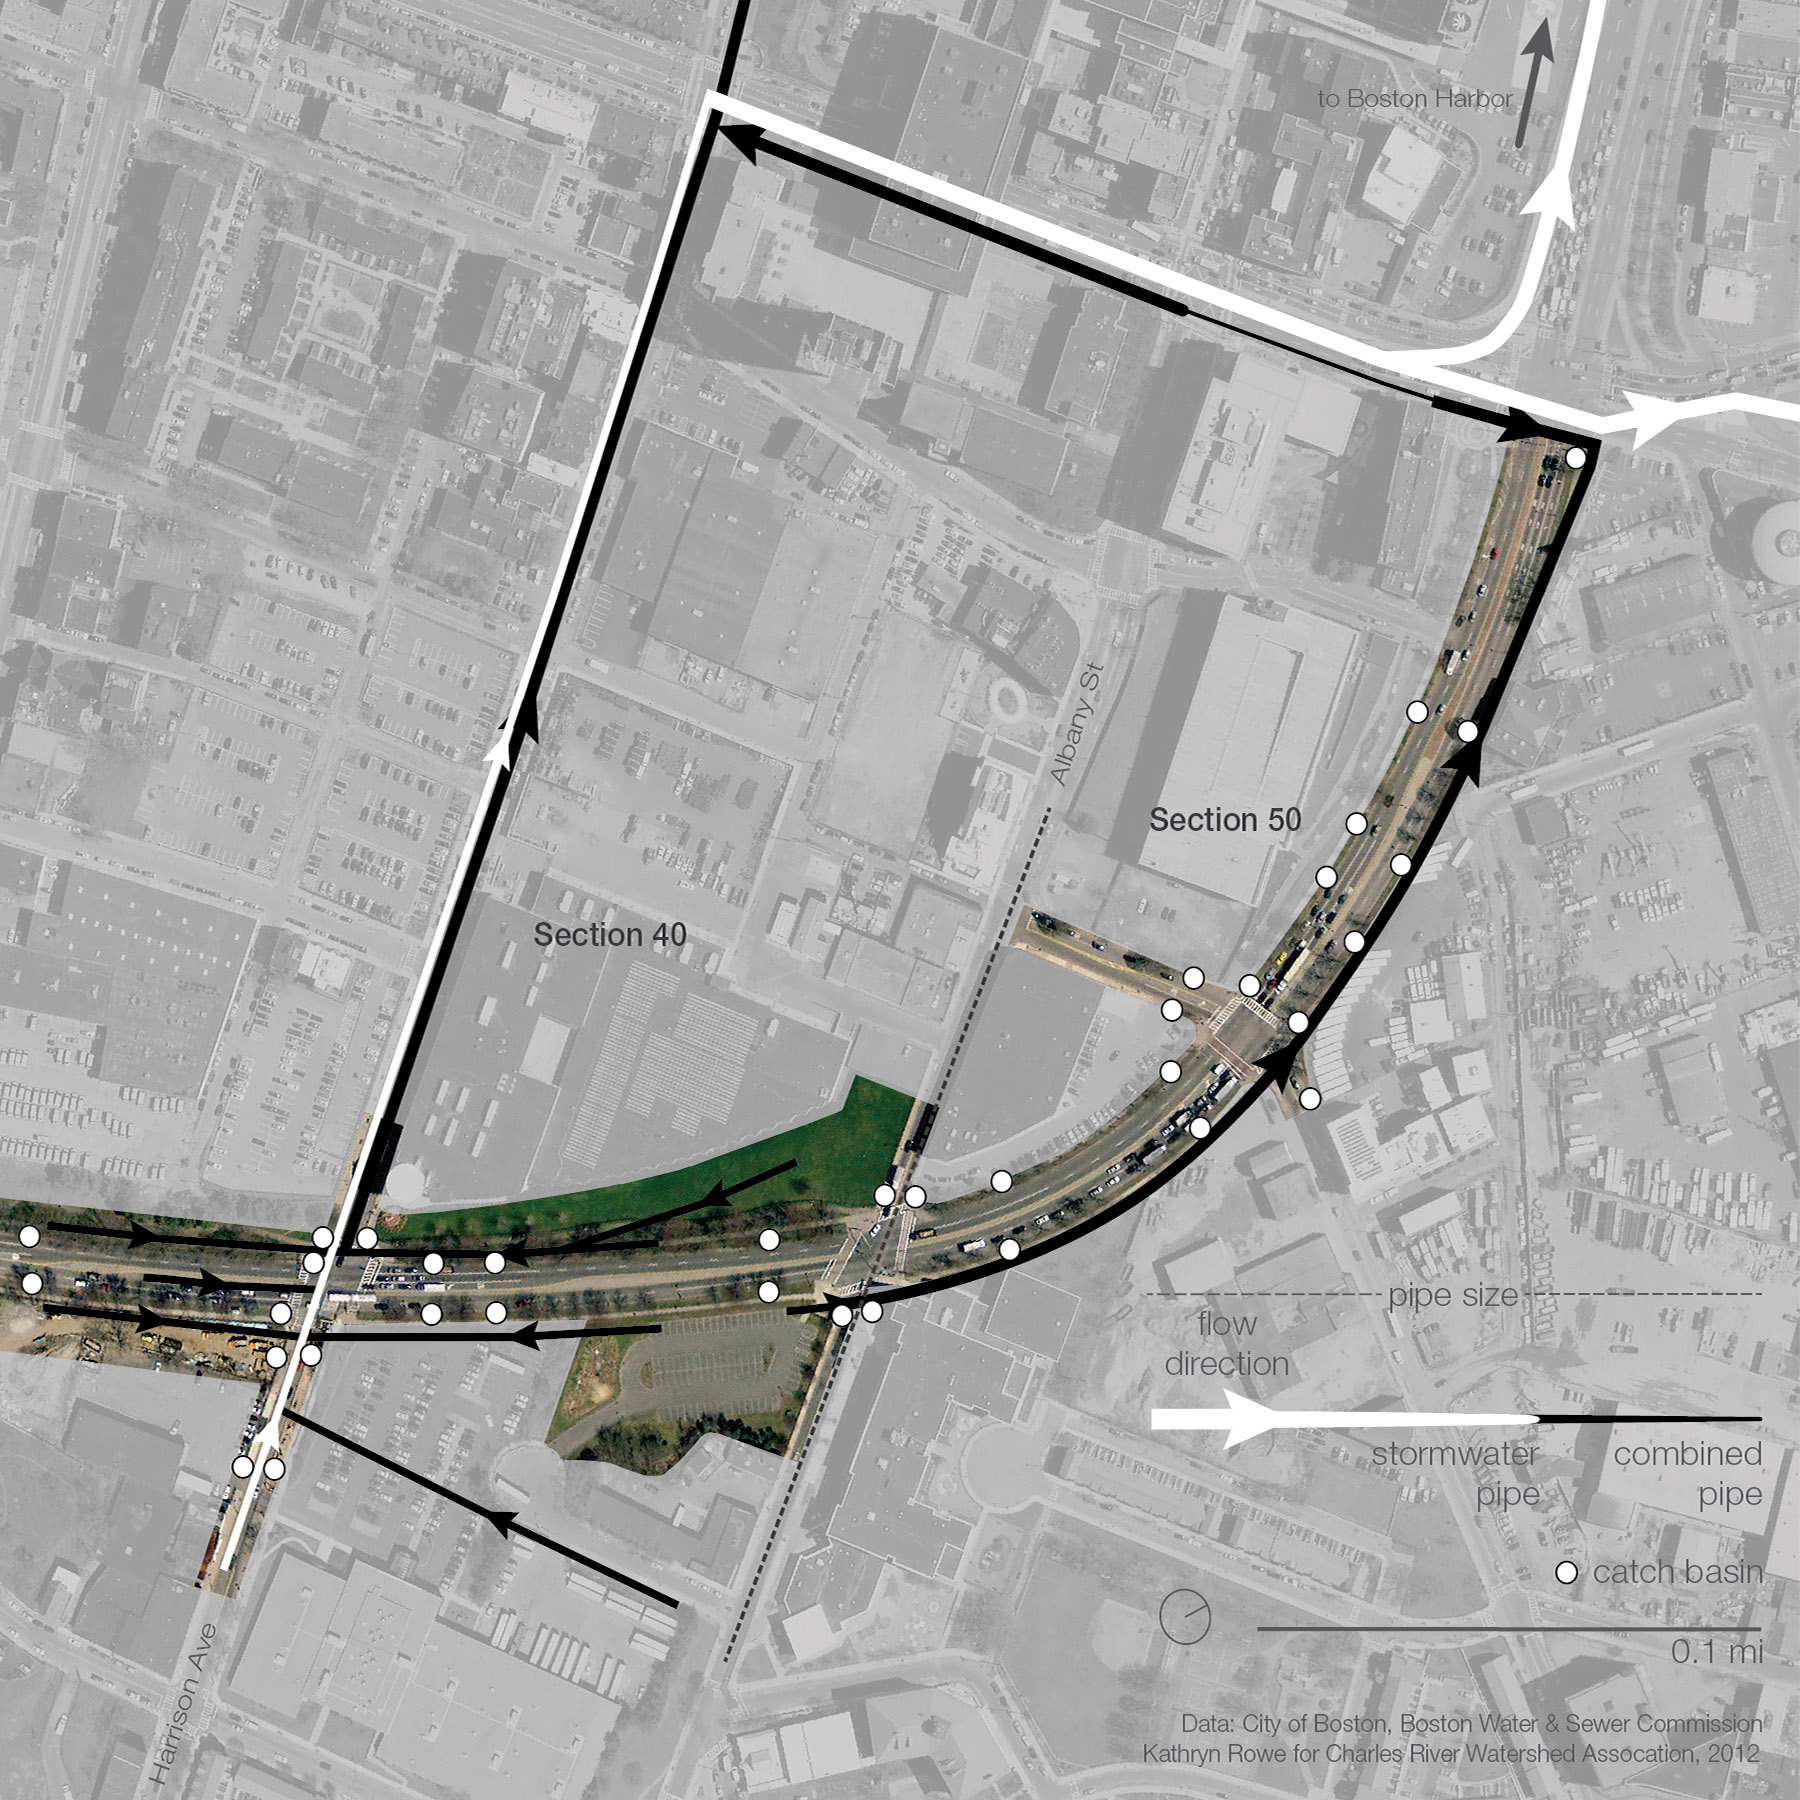 to Boston Harbor
Albany St
Section 50
Section 40
pipe size
flow
direction
stormwater
pipe
combined
pipe
catch basin
0.1 mi
Harrison Ave
Data: City of Boston, Boston Water & Sewer Commission
Kathryn Rowe for Charles River Watershed Assocation, 2012